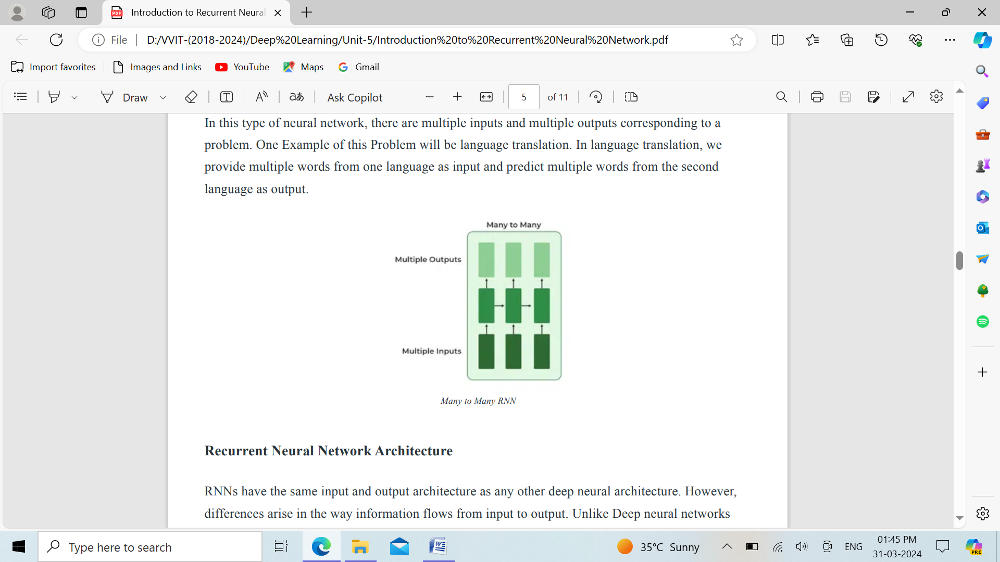 Introduction to Recurrent Neural
File
D:/VVIT-(2018-2024)/Deep%20Learning/Unit-5/Introduction%20to%20Recurrent%20Neural%20Network.pdf
Import favorites
Images and Links
YouTube
Maps
Gmail
Draw
aあ
Ask Copilot
5
of 11
In this type of neural network, there are multiple inputs and multiple outputs corresponding to a
problem. One Example of this Problem will be language translation. In language translation, we
provide multiple words from one language as input and predict multiple words from the second
language as output.
Many to Many
Multiple Outputs
Multiple Inputs
Many to Many RNN
Recurrent Neural Network Architecture
RNNs have the same input and output architecture as any other deep neural architecture. However,
differences arise in the way information flows from input to output. Unlike Deep neural networks
Type here to search
35°C Sunny
ENG
01:45 PM
31-03-2024
PRE